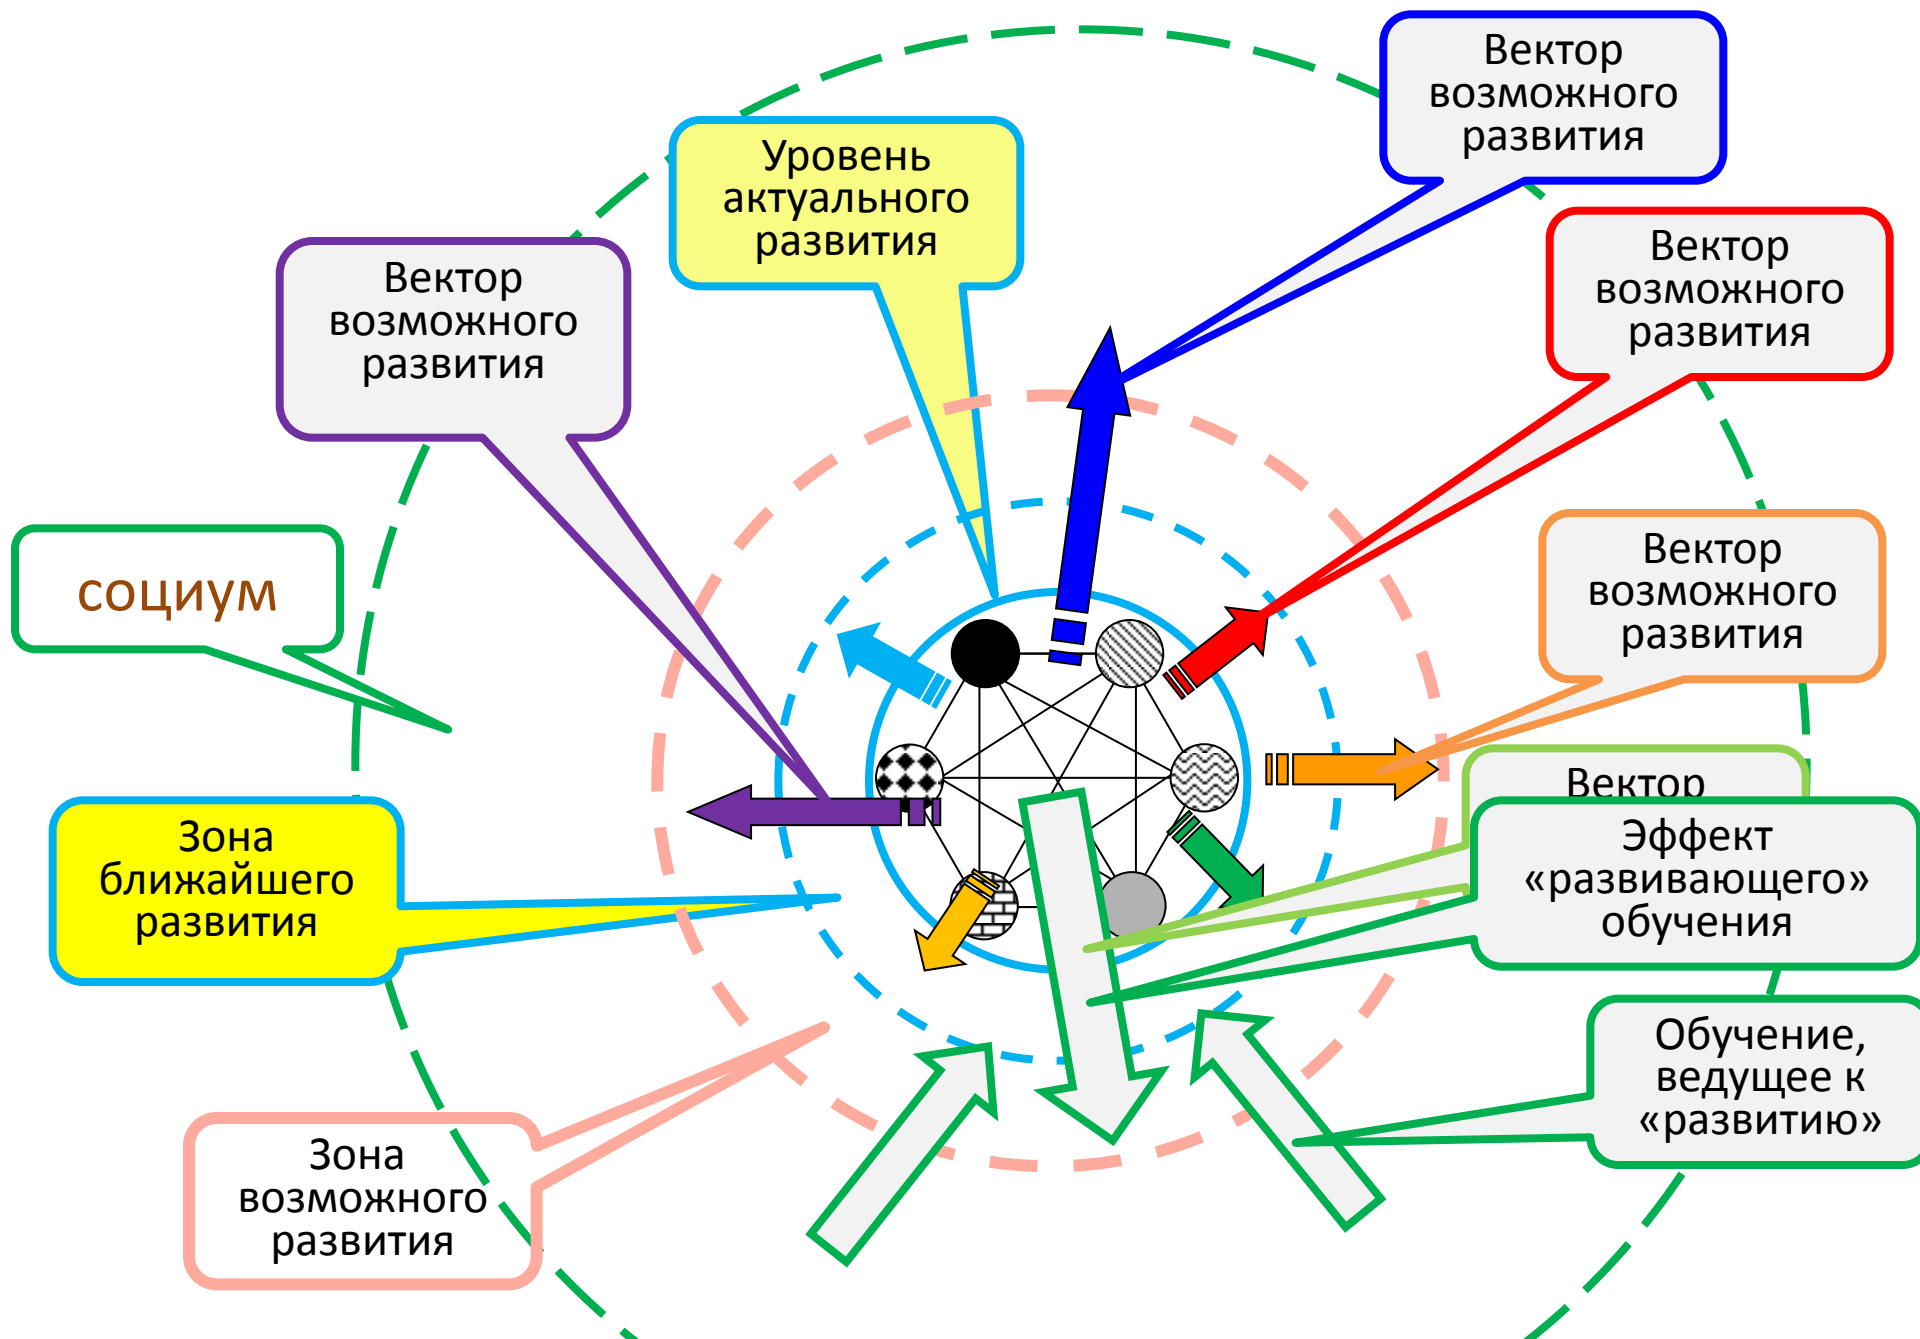 Вектор
возможного
развития
Уровень
актуального
развития
Вектор
возможного
развития
Вектор
возможного
развития
социум
Вектор
возможного
развития
Вектор
Эффект
«развивающего»
обучения
Зона
ближайшего
развития
Обучение,
ведущее к
«развитию»
Зона
возможного
развития